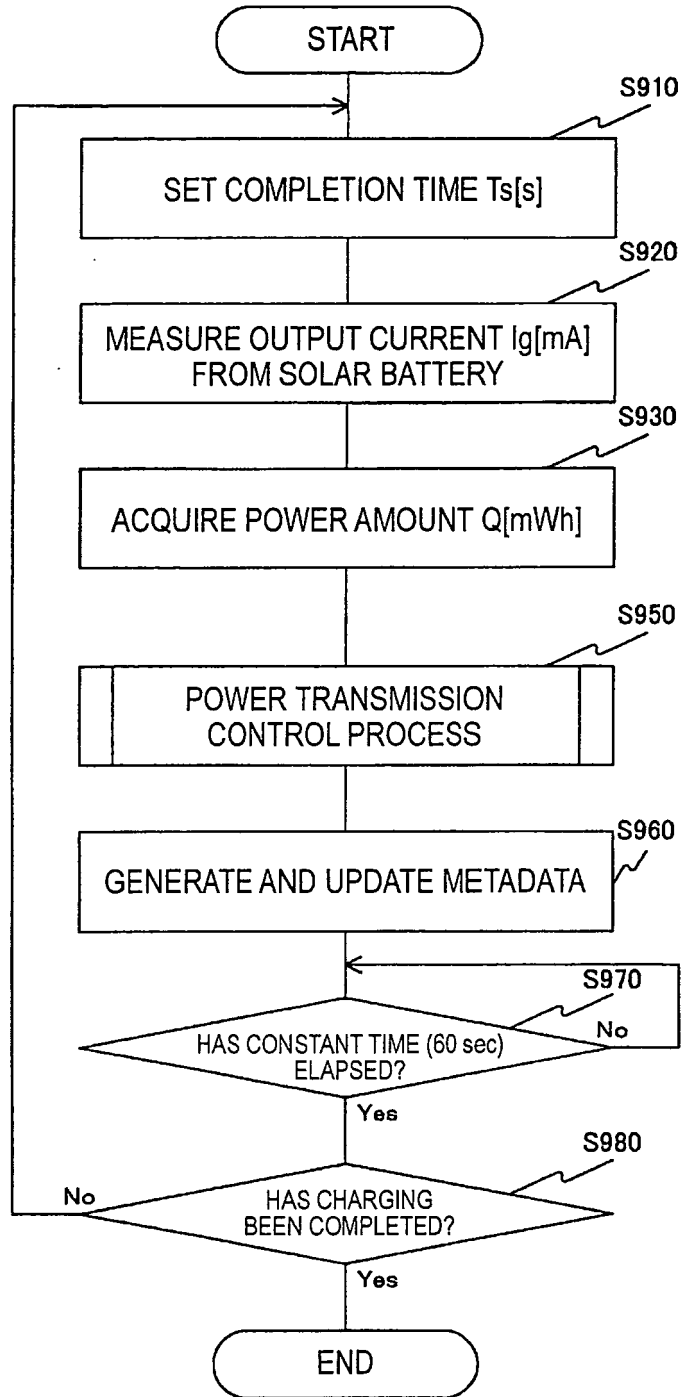 START
S910
SET COMPLETION TIME Ts[s]
S920
MEASURE OUTPUT CURRENT Ig[mA]
FROM SOLAR BATTERY
S930
ACQUIRE POWER AMOUNT Q[mWh]
S950
POWER TRANSMISSION
CONTROL PROCESS
S960
GENERATE AND UPDATE METADATA
S970
HAS CONSTANT TIME (60 sec)
ELAPSED?
No
Yes
S980
No
HAS CHARGING
BEEN COMPLETED?
Yes
END